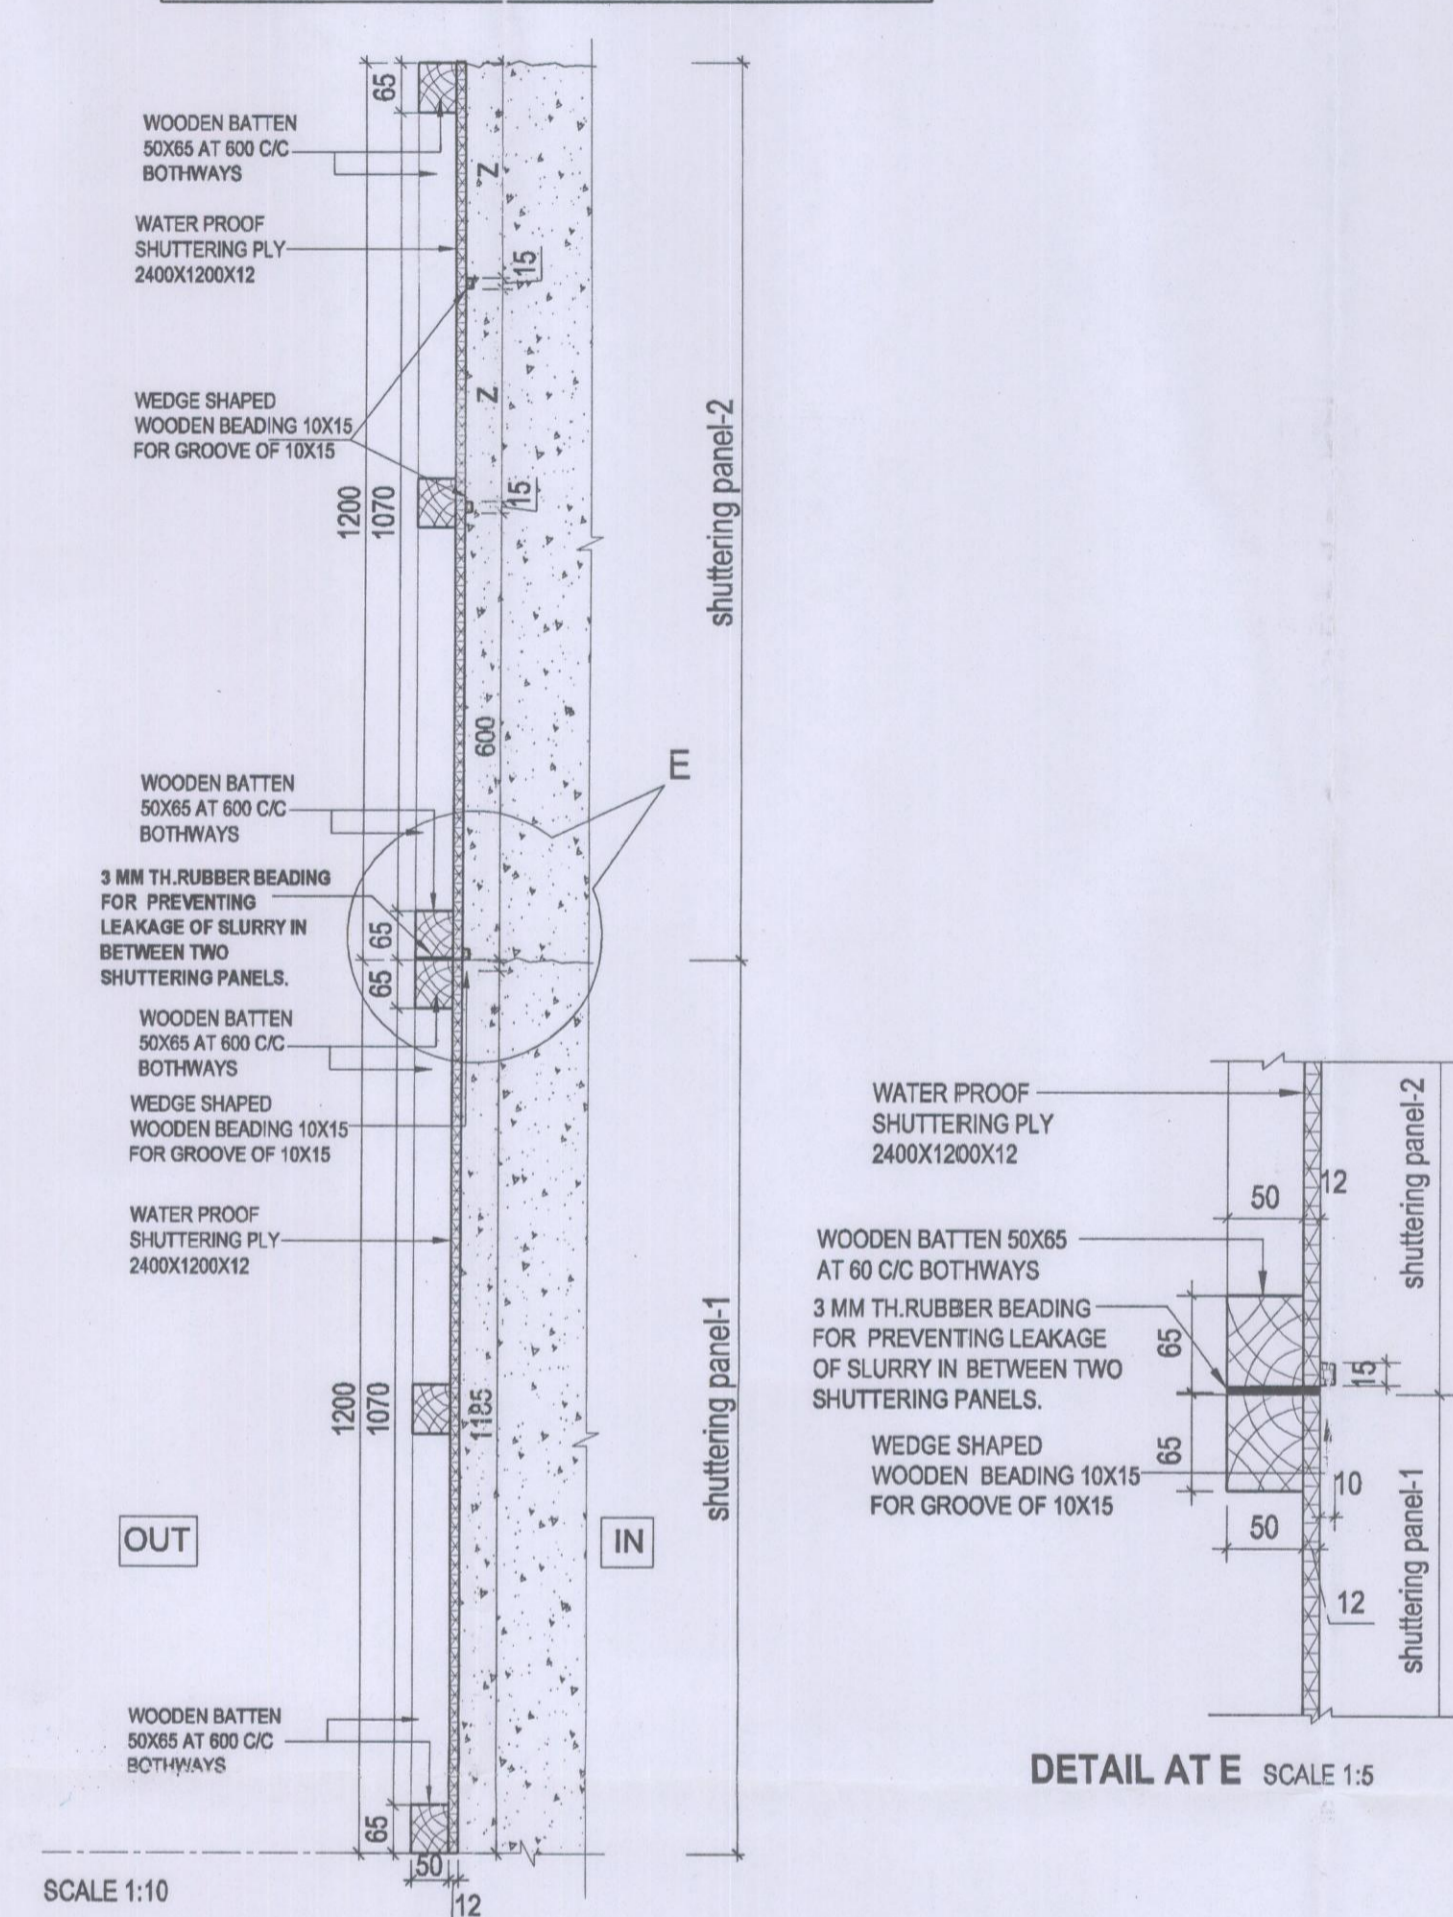 65
WOODEN BATTEN
50X65 AT 600 C/C
BOTHWAYS
Z
WATER PROOF
SHUTTERING PLY
2400X1200X12
15
WEDGE SHAPED
WOODEN BEADING 10X15
FOR GROOVE OF 10X15
Z
15
1200
1070
shuttering panel-2
600
E
WOODEN BATTEN
50X65 AT 600 C/C
BOTHWAYS
3 MM TH.RUBBER BEADING
FOR PREVENTING
LEAKAGE OF SLURRY IN
BETWEEN TWO
SHUTTERING PANELS.
65
65
WOODEN BATTEN
50X65 AT 600 C/C
BOTHWAYS
WEDGE SHAPED
WOODEN BEADING 10X15
FOR GROOVE OF 10X15
WATER PROOF
SHUTTERING PLY
2400X1200X12
1200
1070
1185
shuttering panel-1
OUT
IN
WOODEN BATTEN
50X65 AT 600 C/C
BOTHWAYS
65
50
12
SCALE 1:10
WATER PROOF
SHUTTERING PLY
2400X1200X12
12
50
shuttering panel-2
WOODEN BATTEN 50X65
AT 60 C/C BOTHWAYS
3 MM TH.RUBBER BEADING
FOR PREVENTING LEAKAGE
OF SLURRY IN BETWEEN TWO
SHUTTERING PANELS.
65
15
65
WEDGE SHAPED
WOODEN BEADING 10X15
FOR GROOVE OF 10X15
10
50
12
shuttering panel-1
DETAIL AT E SCALE 1:5